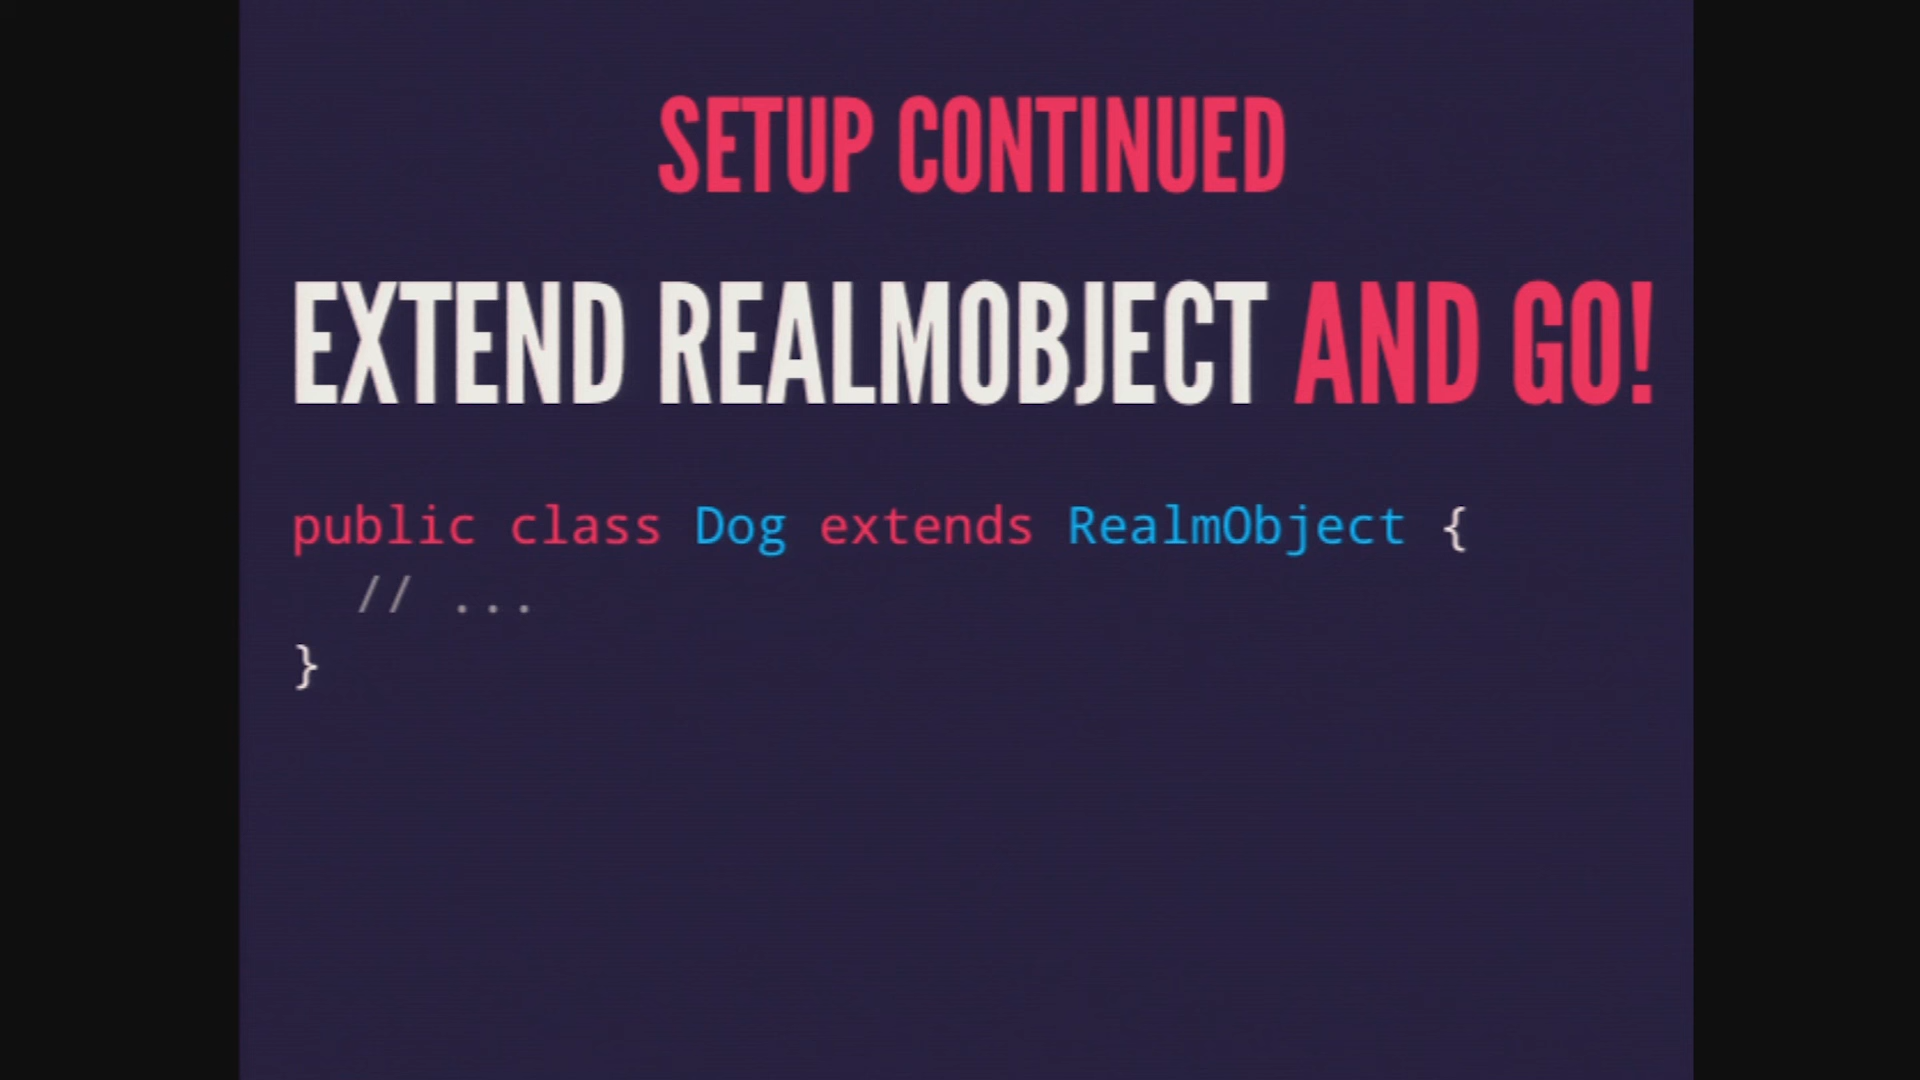 SETUP CONTINUED
EXTEND REALMOBJECT AND GO!
public class Dog extends RealmObject {
  // ...
}